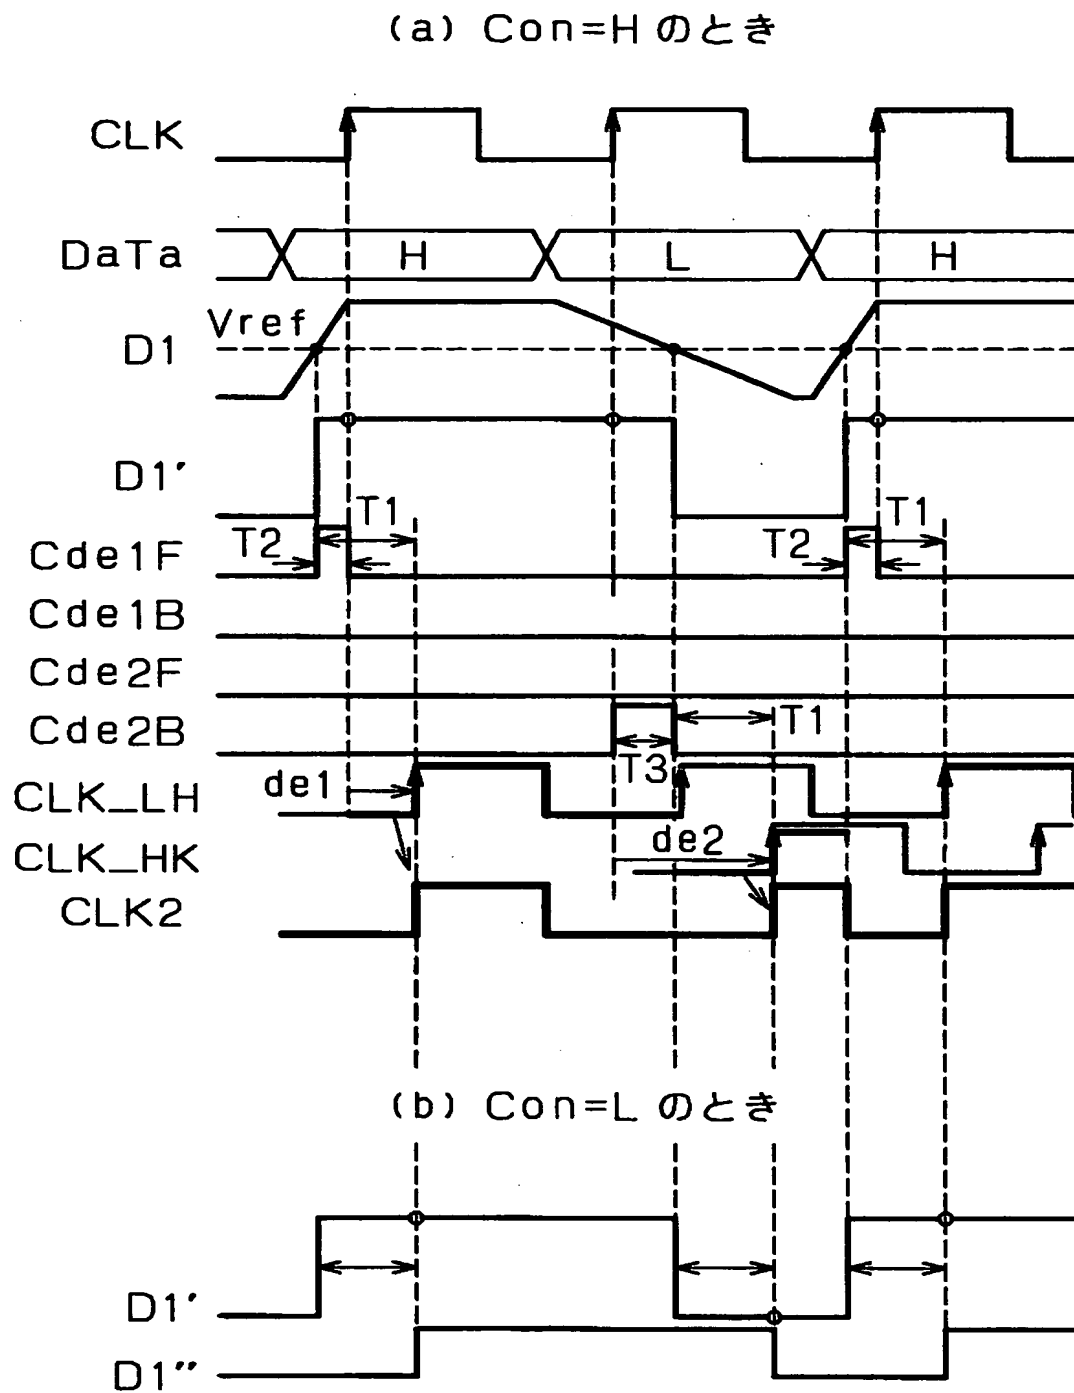 (a) Con=H のとき
CLK
DaTa H L H
Vref
D1
D1′
T1 T1
T2 T2
Cde1F
Cde1B
Cde2F
Cde2B T1
T3
de1
CLK_LH
de2
CLK_HK
CLK2
(b) Con=L のとき
D1′
D1″